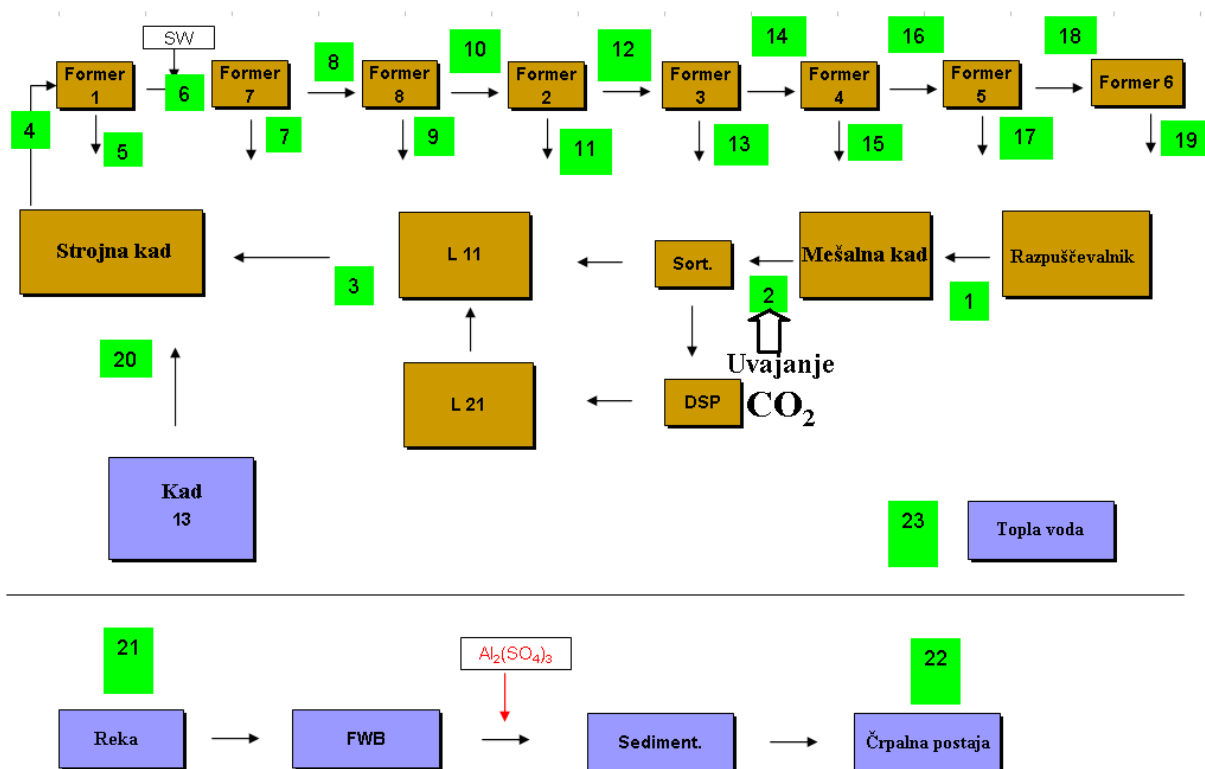 SW
8
10
12
14
16
18
Former
1
6
Former
7
Former
8
Former
2
Former
3
Former
4
Former
5
Former 6
4
5
7
9
11
13
15
17
19
Strojna kad
3
L 11
Sort.
2
Mešalna kad
1
Razpuščevalnik
20
L 21
DSP
Uvajanje
CO₂
Kad
13
23
Topla voda
21
Al₂(SO₄)₃
22
Reka
FWB
Sediment.
Črpalna postaja